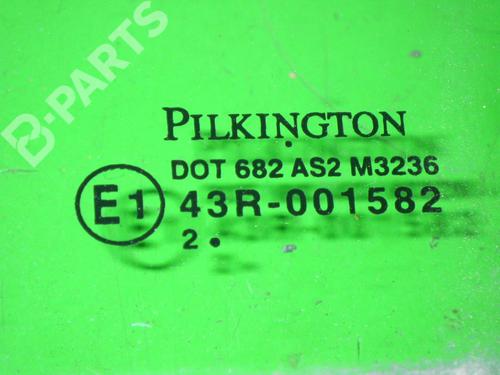 B-PARTS
PILKINGTON
DOT 682 AS2 M3236
E1 43R-001582
2.